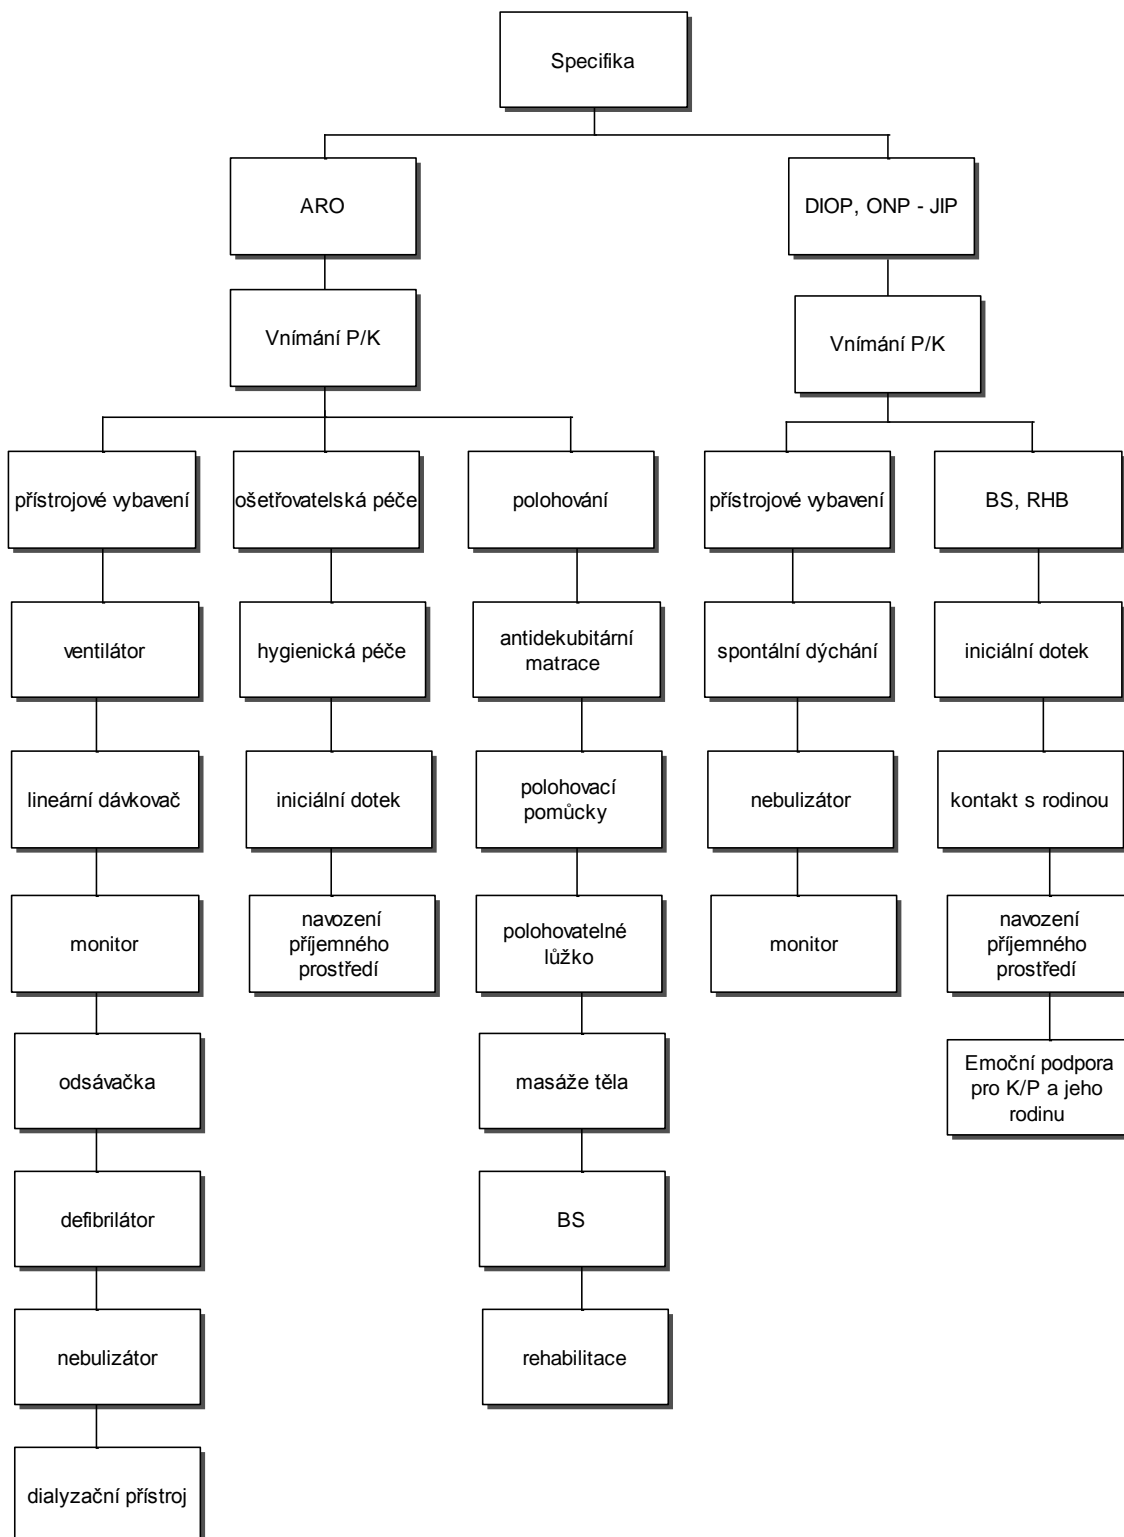 Specifika
ARO
DIOP, ONP - JIP
Vnímání P/K
Vnímání P/K
přístrojové vybavení
ošetřovatelská péče
polohování
přístrojové vybavení
BS, RHB
ventilátor
hygienická péče
antidekubitární
matrace
spontální dýchání
iniciální dotek
lineární dávkovač
iniciální dotek
polohovací
pomůcky
nebulizátor
kontakt s rodinou
monitor
navození
příjemného
prostředí
polohovatelné
lůžko
monitor
navození
příjemného
prostředí
odsávačka
masáže těla
Emoční podpora
pro K/P a jeho
rodinu
defibrilátor
BS
nebulizátor
rehabilitace
dialyzační přístroj